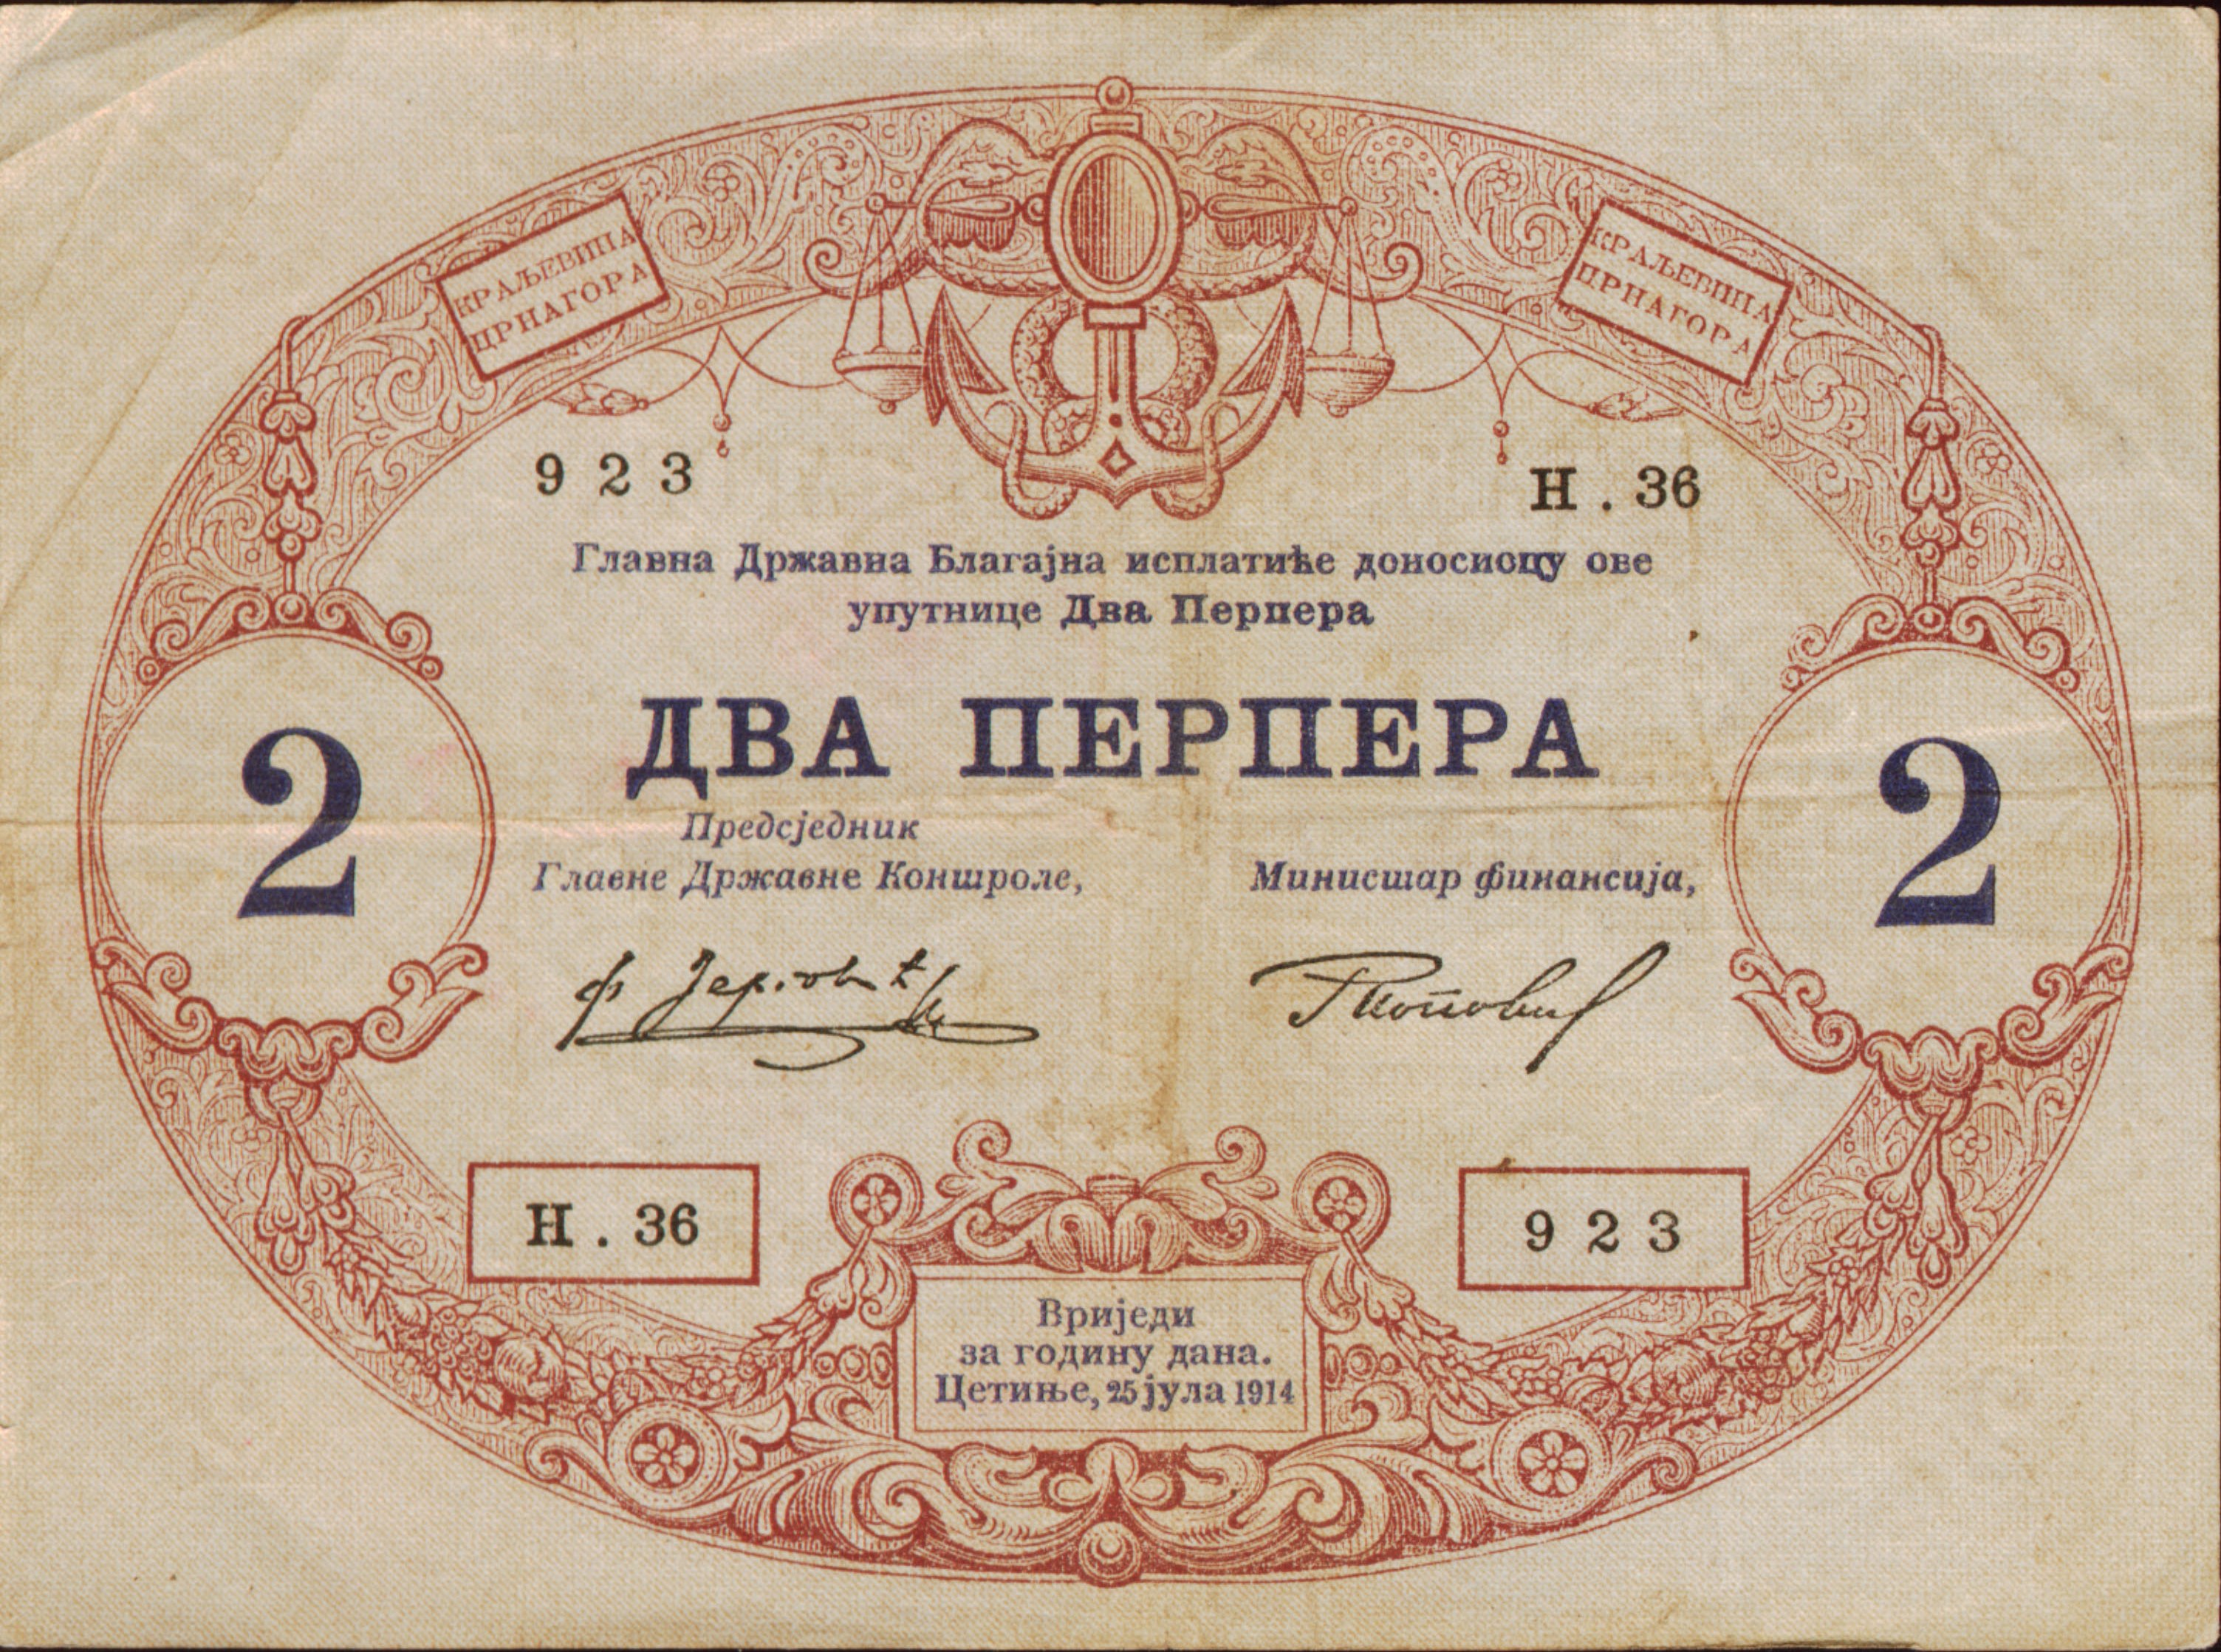 КРАЉЕВИНА
ЦРНАГОРА
КРАЉЕВИНА
ЦРНАГОРА
923
Н. 36
Главна Државна Благајна исплатиће доносиоцу ове
упутнице Два Перпера
ДВА ПЕРПЕРА
2
2
Предсједник
Главне Државне Контроле,
Министар финансија,
Н. 36
923
Вриједи
за годину дана.
Цетиње, 25 јула 1914